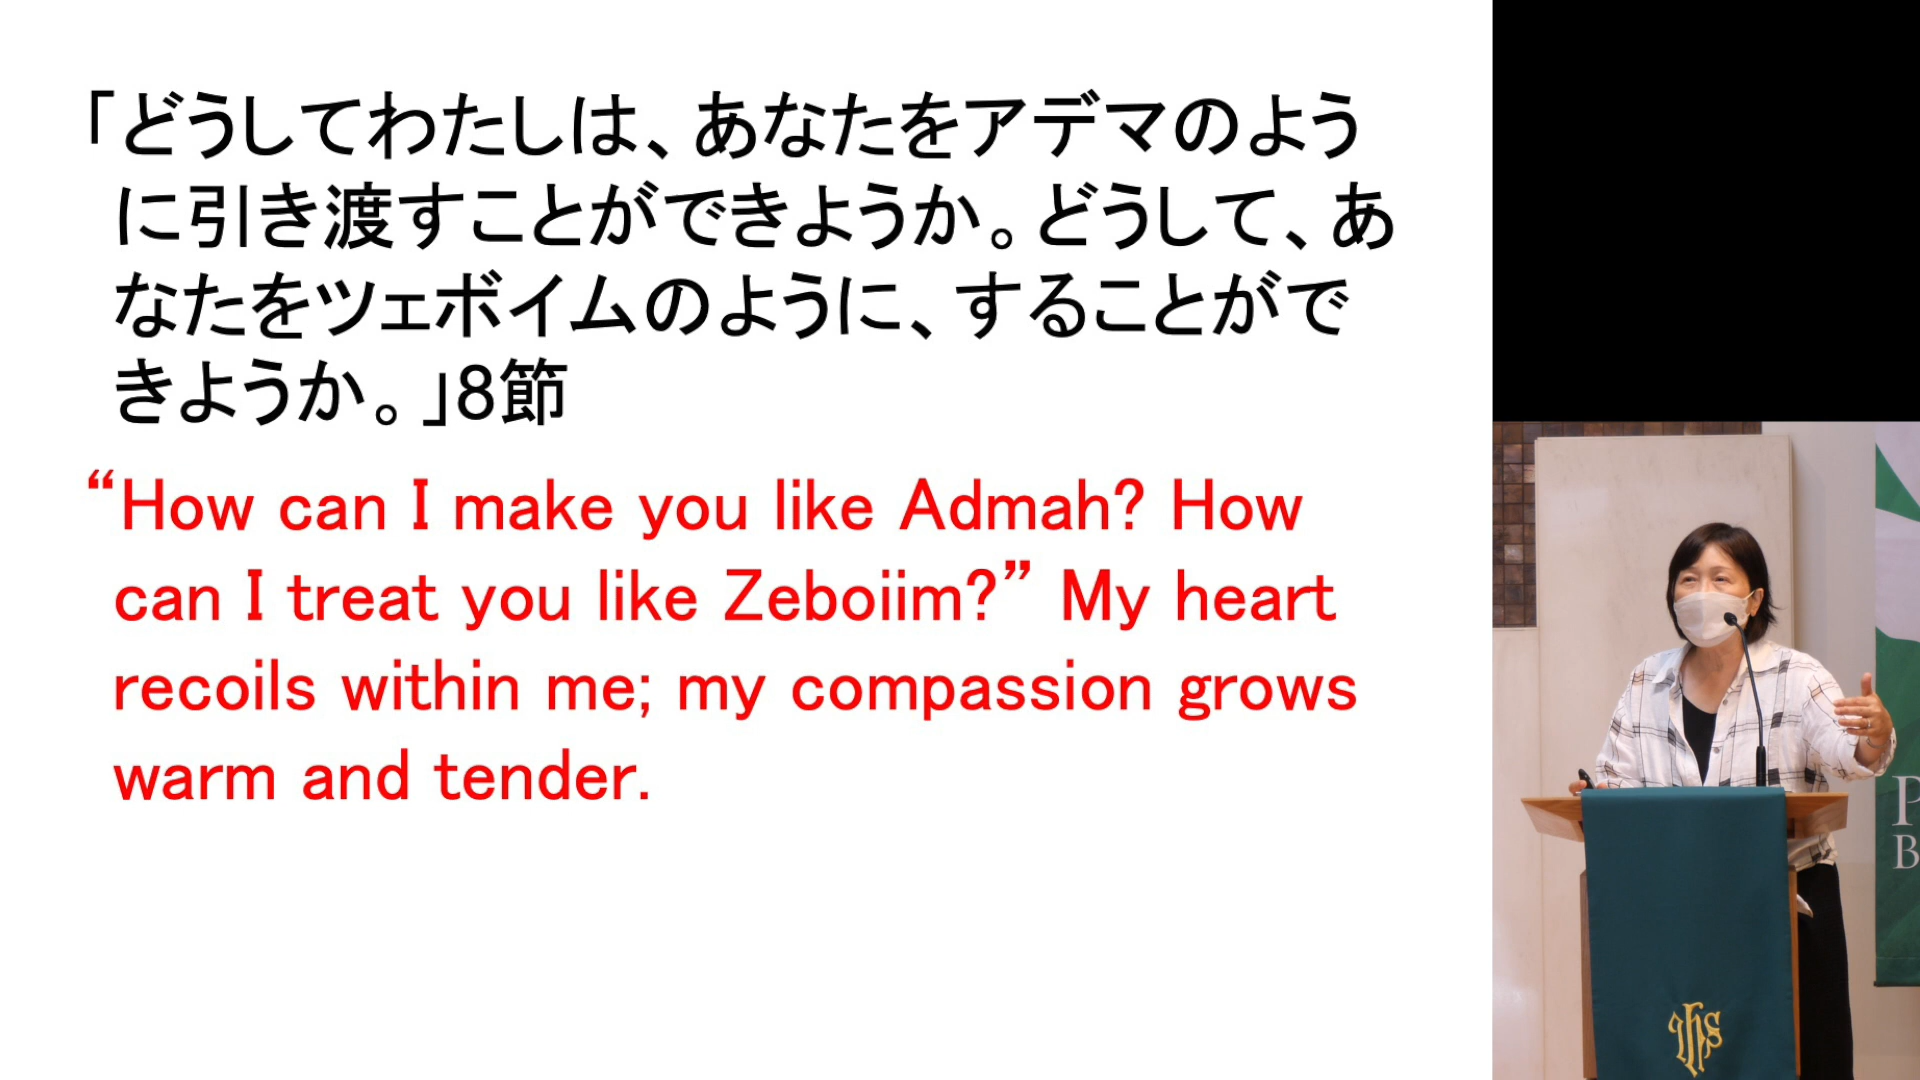 「どうしてわたしは、あなたをアデマのよう
に引き渡すことができようか。どうして、あ
なたをツェボイムのように、することがで
きようか。」8節
“How can I make you like Admah? How
can I treat you like Zeboiim?” My heart
recoils within me; my compassion grows
warm and tender.
P
B
IHS